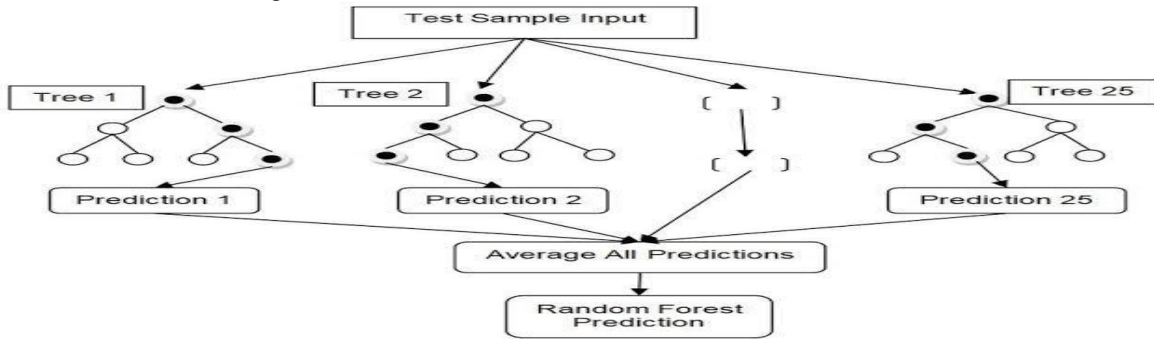 Test Sample Input
Tree 1
Tree 2
Tree 25
Prediction 1
Prediction 2
Prediction 25
Average All Predictions
Random Forest
Prediction